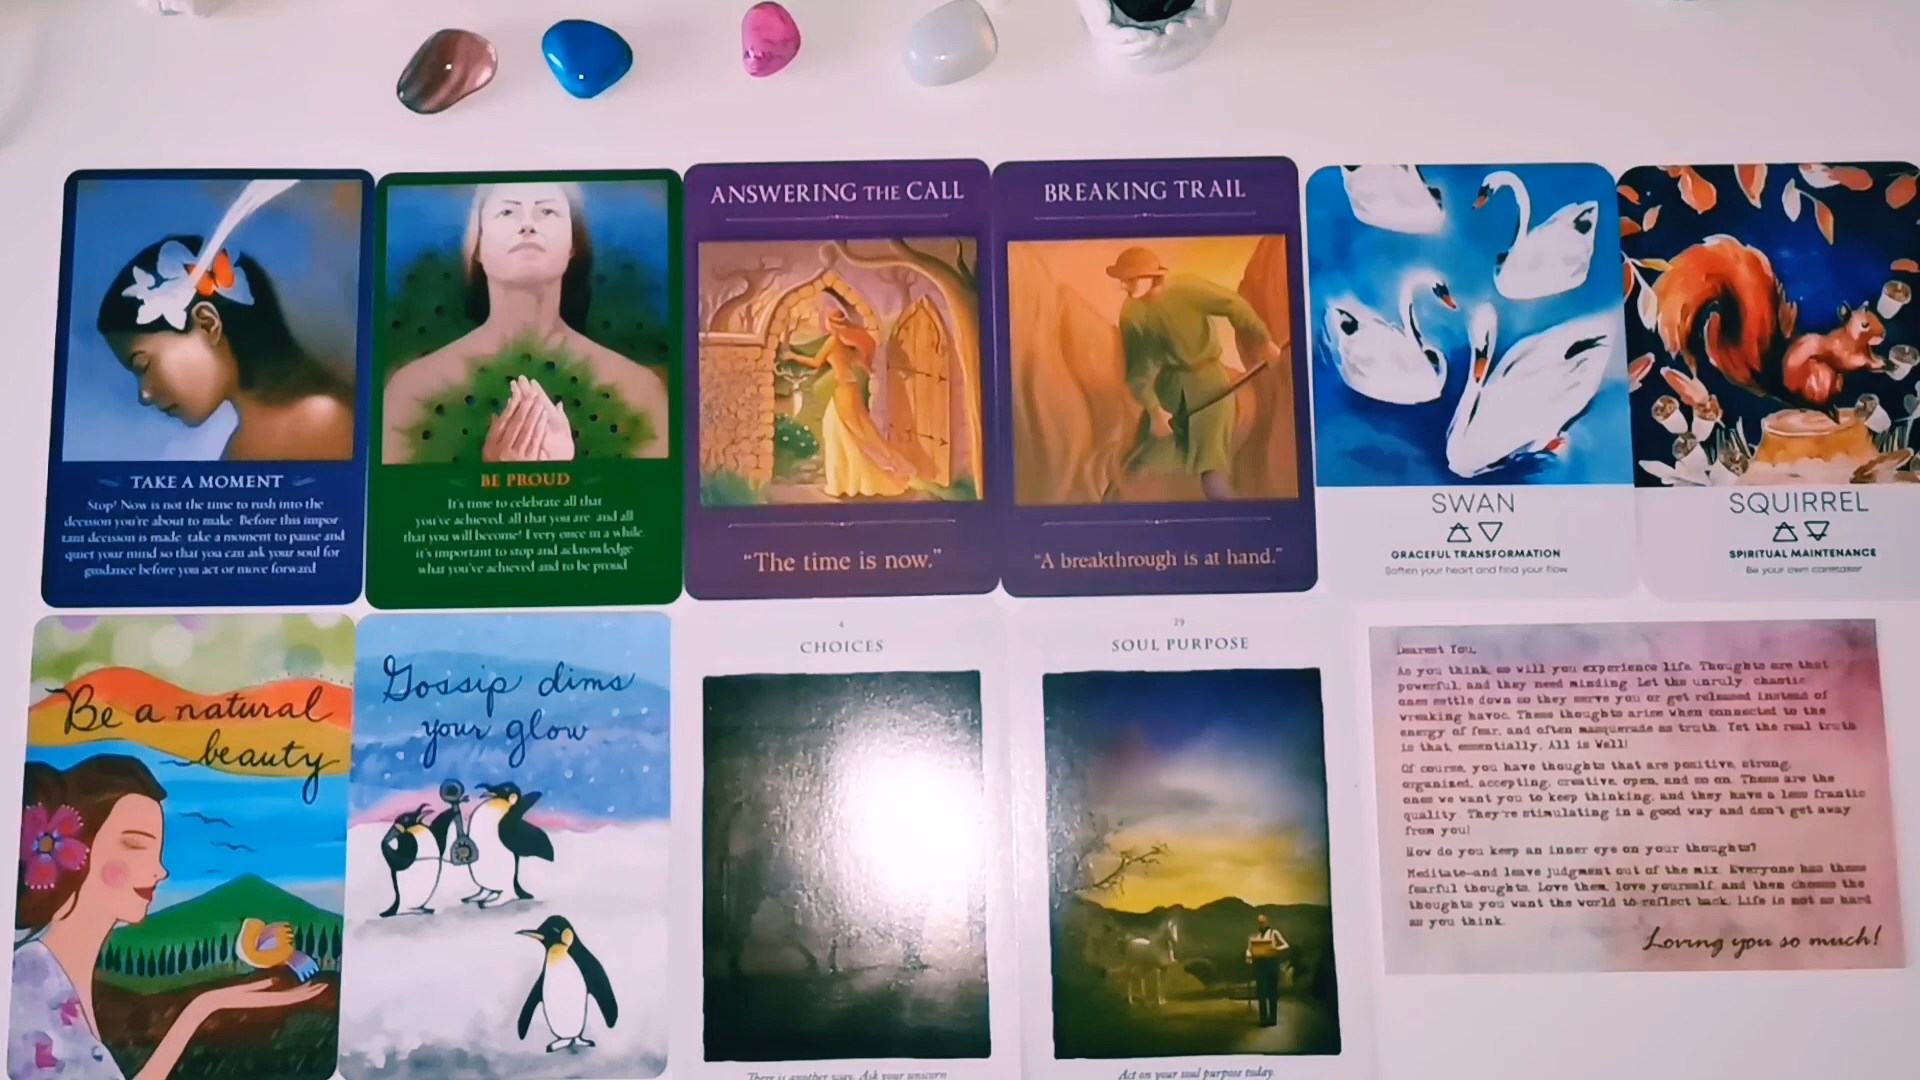 TAKE A MOMENT
Stop! Now is not the time to rush into the
decision you're about to make Before this impor
tant decision is made take a moment to pause and
quiet your mind so that you can ask your soul for
guidance before you act or move forward
BE PROUD
It's time to celebrate all that
you've achieved, all that you are and all
that you will become! Every once in a while
it's important to stop and acknowledge
what you've achieved and to be proud
ANSWERING THE CALL
"The time is now."
BREAKING TRAIL
"A breakthrough is at hand."
SWAN
GRACEFUL TRANSFORMATION
Soften your heart and find your flow
SQUIRREL
SPIRITUAL MAINTENANCE
Be your own caretaker
Be a natural
beauty
Gossip dims
your glow
4
CHOICES
There is another way. Ask your unicorn
29
SOUL PURPOSE
Act on your soul purpose today.
Dearest You,
As you think, so will you experience life. Thoughts are that
powerful, and they need minding. Let the unruly, chaotic
ones settle down so they serve you or get released instead of
wreaking havoc. These thoughts arise when connected to the
energy of fear, and often masquerade as truth. Yet the real truth
is that, essentially, All is Well!
Of course, you have thoughts that are positive, strong,
organized, accepting, creative, open, and so on. These are the
ones we want you to keep thinking, and they have a less frantic
quality. They're stimulating in a good way and don't get away
from you!
How do you keep an inner eye on your thoughts?
Meditate—and leave judgment out of the mix. Everyone has these
fearful thoughts. Love them, love yourself, and then choose the
thoughts you want the world to reflect back. Life is not as hard
as you think.
Loving you so much!